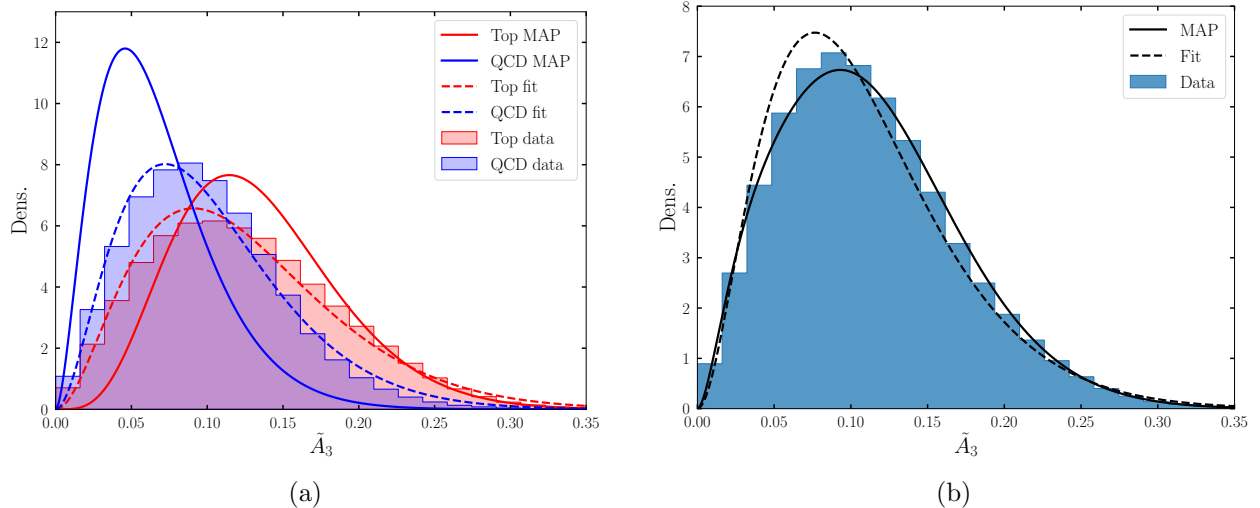 Top MAP
QCD MAP
Top fit
QCD fit
Top data
QCD data
Dens.
0 2 4 6 8 10 12
0.00 0.05 0.10 0.15 0.20 0.25 0.30 0.35
Ã₃
(a)
MAP
Fit
Data
Dens.
0 1 2 3 4 5 6 7 8
0.00 0.05 0.10 0.15 0.20 0.25 0.30 0.35
Ã₃
(b)